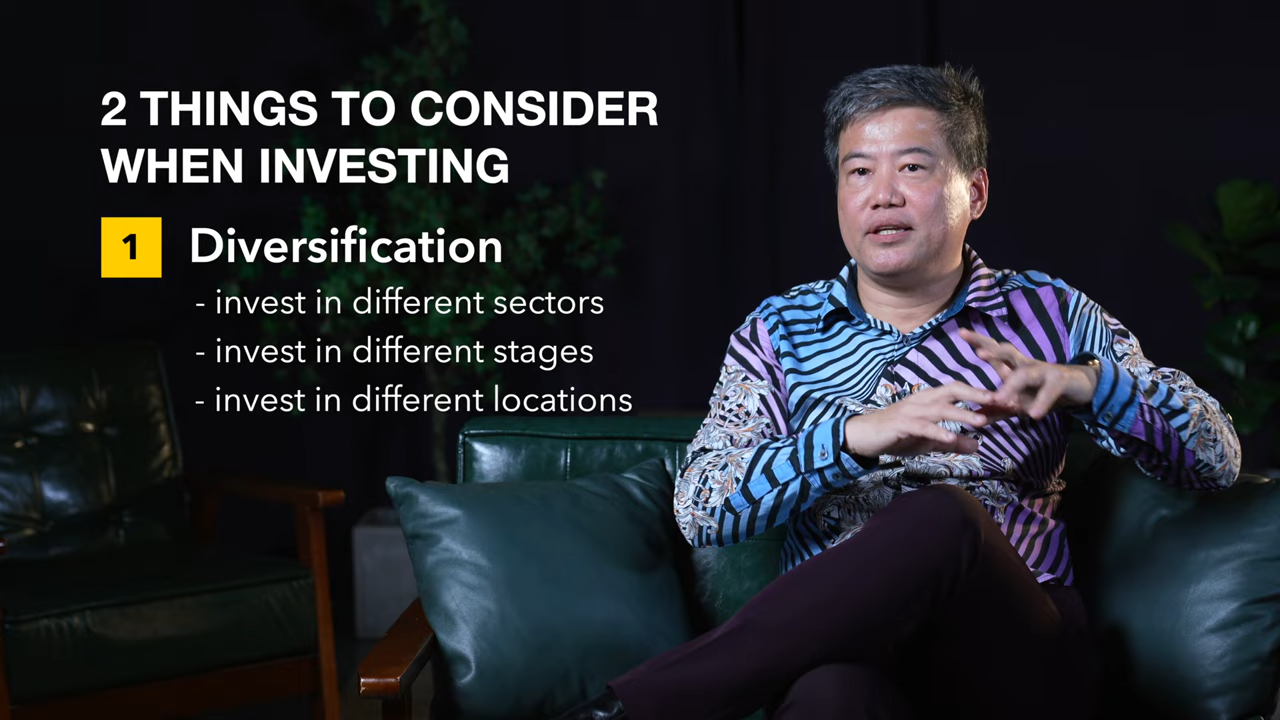 2 THINGS TO CONSIDER
WHEN INVESTING
1 Diversification
- invest in different sectors
- invest in different stages
- invest in different locations